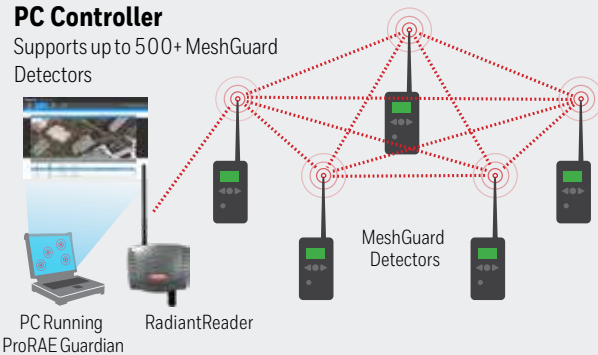 PC Controller
Supports up to 500+ MeshGuard
Detectors
MeshGuard
Detectors
PC Running
ProRAE Guardian
RadiantReader